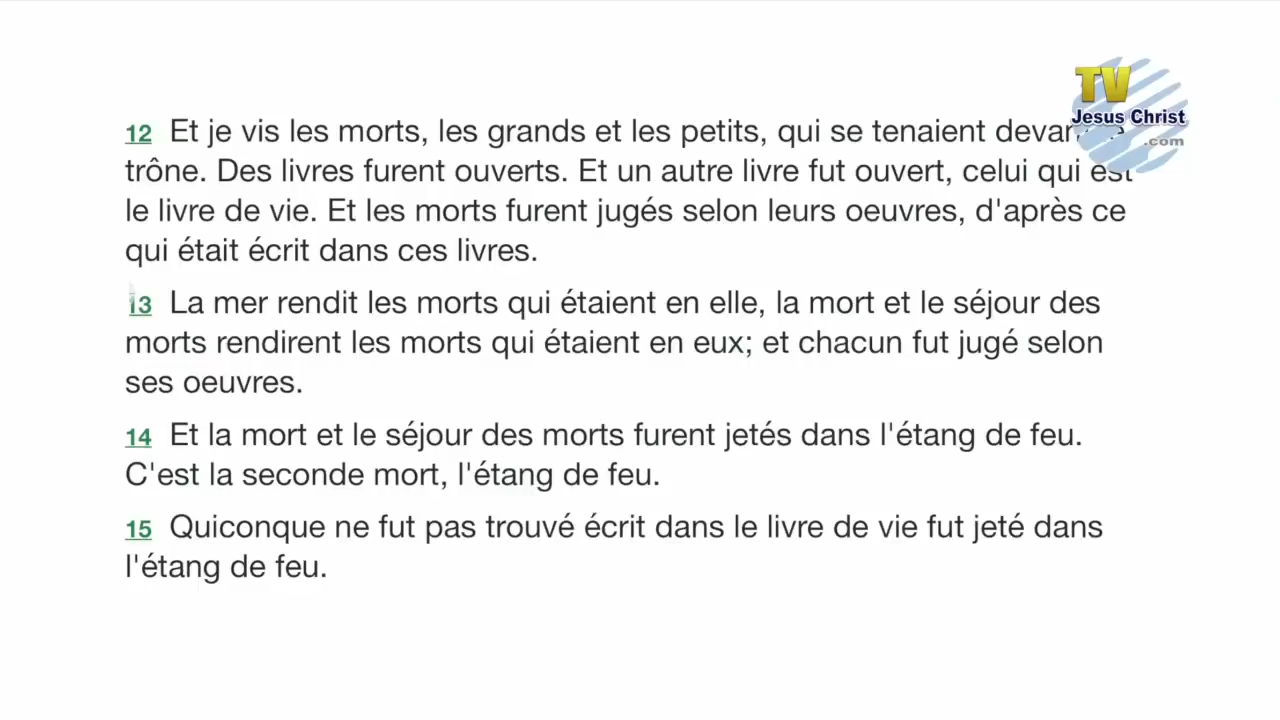 TV
Jesus Christ
.com
12 Et je vis les morts, les grands et les petits, qui se tenaient
trône. Des livres furent ouverts. Et un autre livre fut ouvert, celui qui est
le livre de vie. Et les morts furent jugés selon leurs oeuvres, d'après ce
qui était écrit dans ces livres.
13 La mer rendit les morts qui étaient en elle, la mort et le séjour des
morts rendirent les morts qui étaient en eux; et chacun fut jugé selon
ses oeuvres.
14 Et la mort et le séjour des morts furent jetés dans l'étang de feu.
C'est la seconde mort, l'étang de feu.
15 Quiconque ne fut pas trouvé écrit dans le livre de vie fut jeté dans
l'étang de feu.